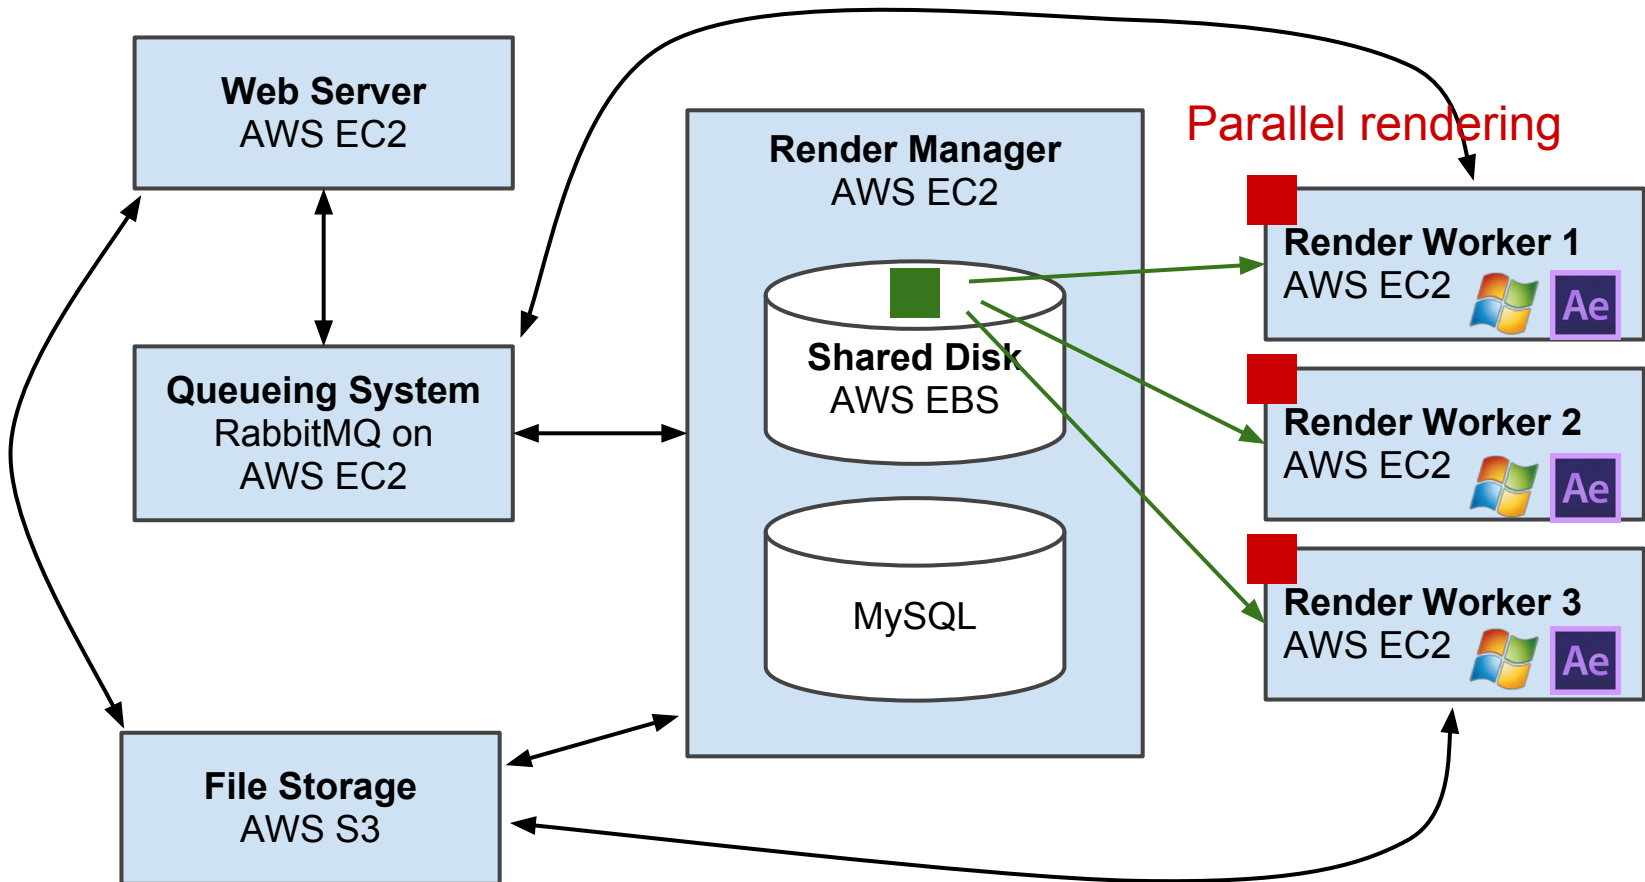 Web Server
AWS EC2
Queueing System
RabbitMQ on
AWS EC2
File Storage
AWS S3
Render Manager
AWS EC2
Shared Disk
AWS EBS
MySQL
Parallel rendering
Render Worker 1
AWS EC2
Ae
Render Worker 2
AWS EC2
Ae
Render Worker 3
AWS EC2
Ae